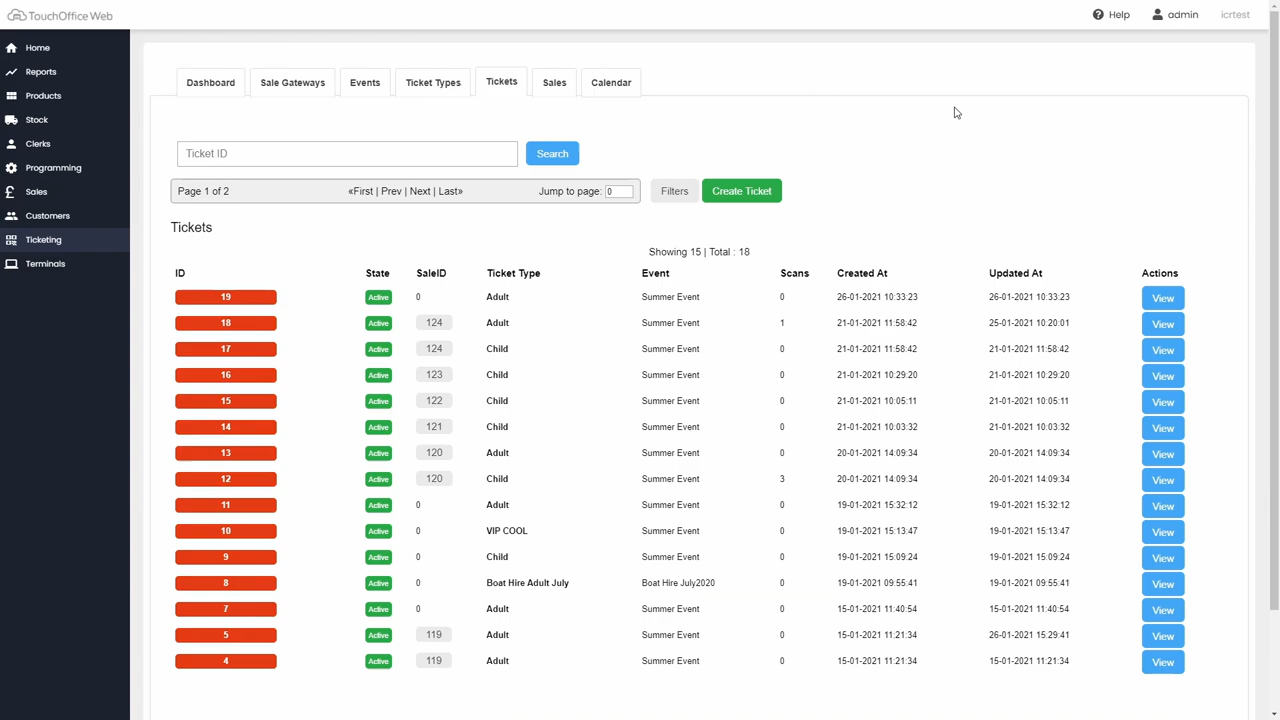 TouchOffice Web
Help admin icrtest
Home
Reports
Products
Stock
Clerks
Programming
Sales
Customers
Ticketing
Terminals
Dashboard Sale Gateways Events Ticket Types Tickets Sales Calendar
Ticket ID Search
Page 1 of 2 «First | Prev | Next | Last» Jump to page: 0 Filters Create Ticket
Tickets
Showing 15 | Total : 18
ID State SaleID Ticket Type Event Scans Created At Updated At Actions
19 Active 0 Adult Summer Event 0 26-01-2021 10:33:23 26-01-2021 10:33:23 View
18 Active 124 Adult Summer Event 1 21-01-2021 11:58:42 25-01-2021 10:20:01 View
17 Active 124 Child Summer Event 0 21-01-2021 11:58:42 21-01-2021 11:58:42 View
16 Active 123 Child Summer Event 0 21-01-2021 10:29:20 21-01-2021 10:29:20 View
15 Active 122 Child Summer Event 0 21-01-2021 10:05:11 21-01-2021 10:05:11 View
14 Active 121 Child Summer Event 0 21-01-2021 10:03:32 21-01-2021 10:03:32 View
13 Active 120 Adult Summer Event 0 20-01-2021 14:09:34 20-01-2021 14:09:34 View
12 Active 120 Child Summer Event 3 20-01-2021 14:09:34 20-01-2021 14:09:34 View
11 Active 0 Adult Summer Event 0 19-01-2021 15:32:12 19-01-2021 15:32:12 View
10 Active 0 VIP COOL Summer Event 0 19-01-2021 15:13:47 19-01-2021 15:13:47 View
9 Active 0 Child Summer Event 0 19-01-2021 15:09:24 19-01-2021 15:09:24 View
8 Active 0 Boat Hire Adult July Boat Hire July2020 0 19-01-2021 09:55:41 19-01-2021 09:55:41 View
7 Active 0 Adult Summer Event 0 15-01-2021 11:40:54 15-01-2021 11:40:54 View
5 Active 119 Adult Summer Event 0 15-01-2021 11:21:34 26-01-2021 15:29:41 View
4 Active 119 Adult Summer Event 0 15-01-2021 11:21:34 15-01-2021 11:21:34 View